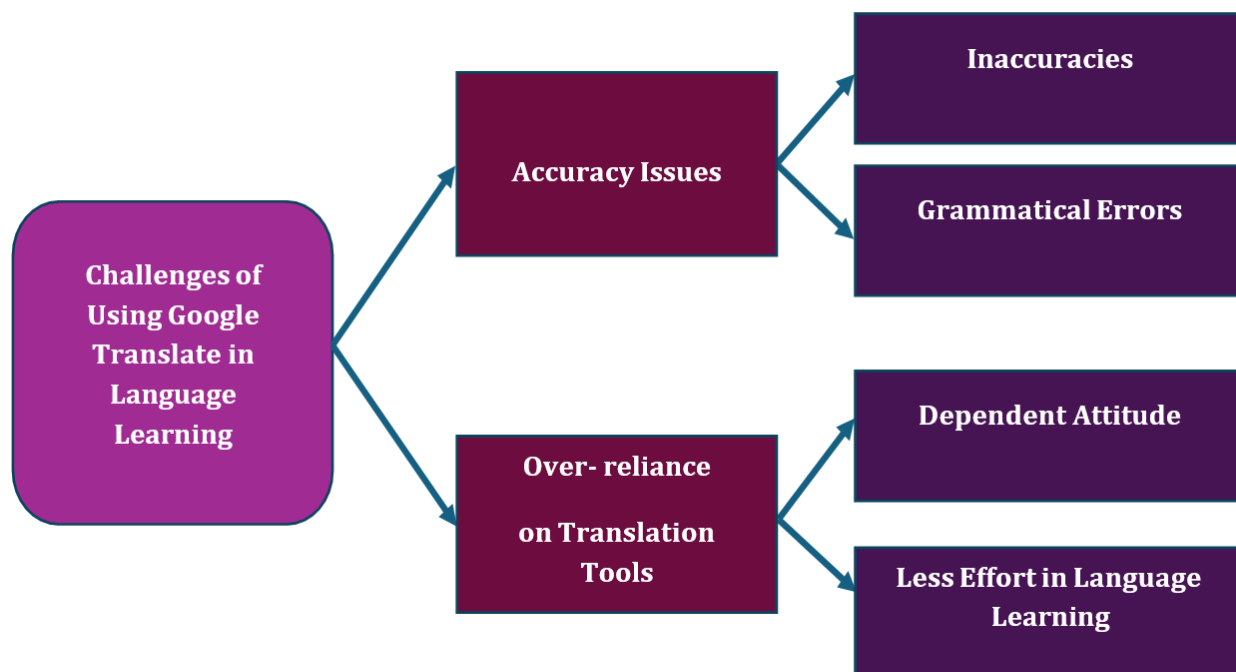 Challenges of
Using Google
Translate in
Language
Learning
Accuracy Issues
Inaccuracies
Grammatical Errors
Over- reliance
on Translation
Tools
Dependent Attitude
Less Effort in Language
Learning